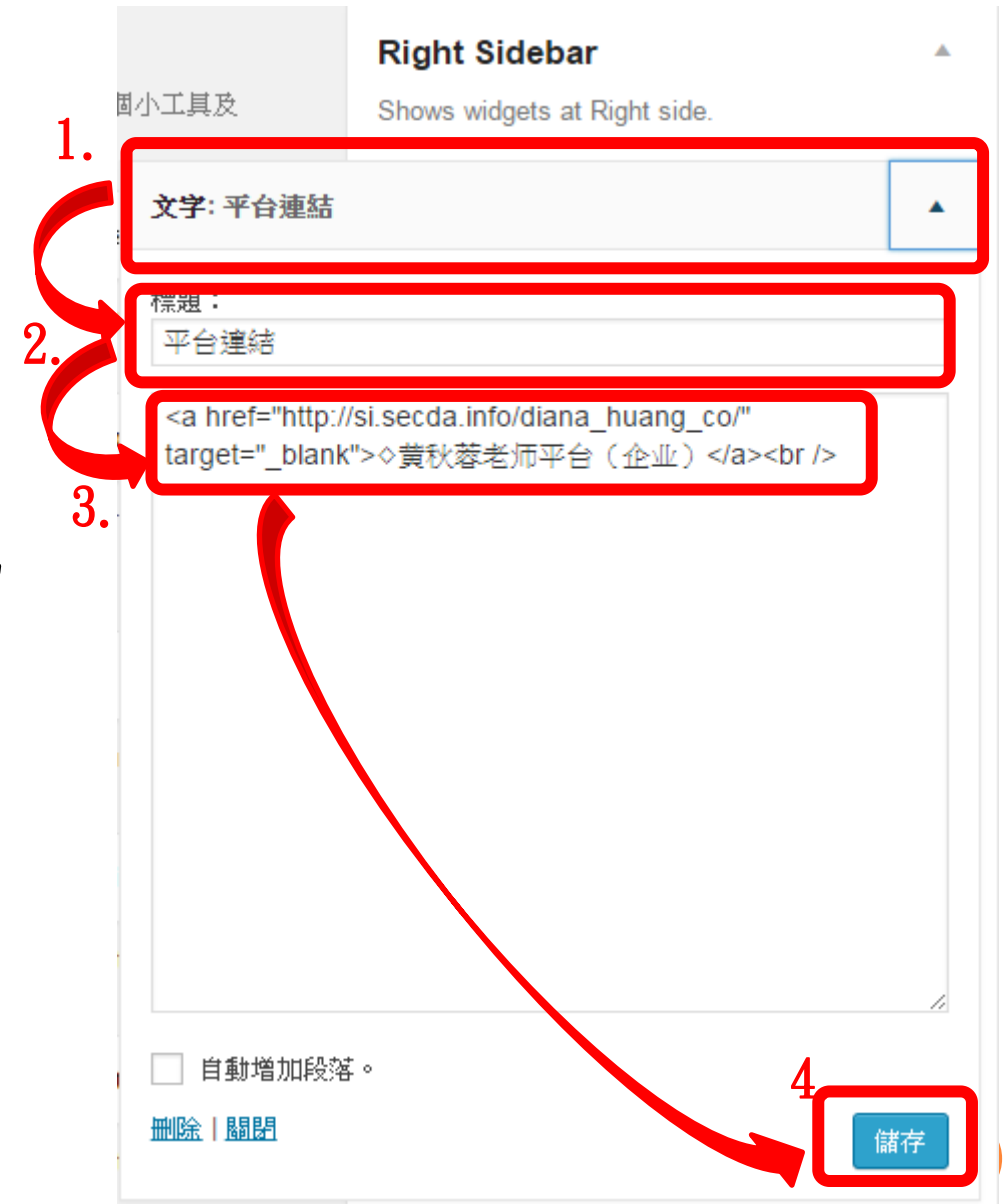 Right Sidebar
個小工具及
Shows widgets at Right side.
1.
文字: 平台連結
標題：
2.
平台連結
<a href="http://si.secda.info/diana_huang_co/"
target="_blank">◇黄秋蓉老师平台（企业）</a><br />
3.
自動增加段落。
4
刪除 | 關閉
儲存